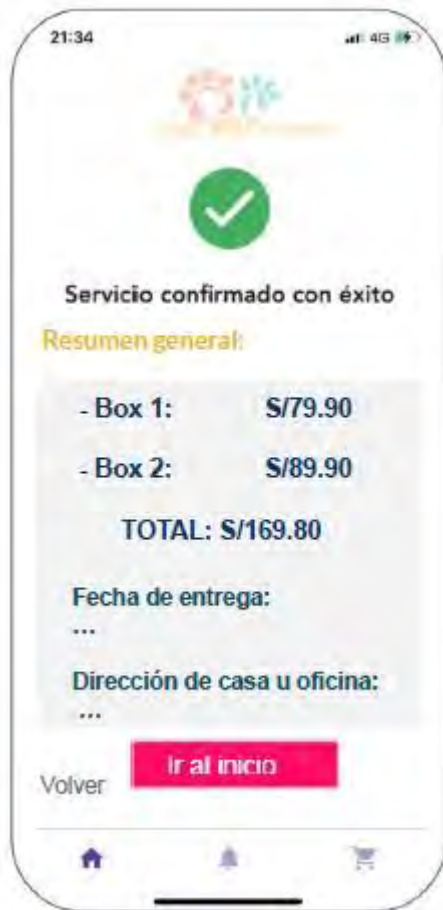 21:34 4G
Servicio confirmado con éxito
Resumen general:
- Box 1: S/79.90
- Box 2: S/89.90
TOTAL: S/169.80
Fecha de entrega:
...
Dirección de casa u oficina:
...
Ir al inicio
Volver